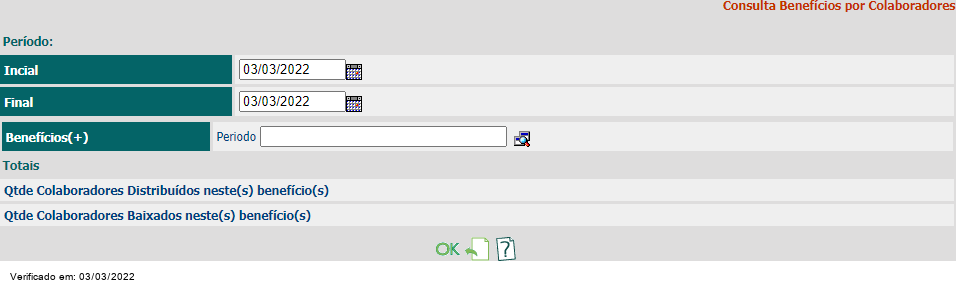 Consulta Benefícios por Colaboradores
Período:
Incial 03/03/2022
Final 03/03/2022
Benefícios(+) Periodo
Totais
Qtde Colaboradores Distribuídos neste(s) benefício(s)
Qtde Colaboradores Baixados neste(s) benefício(s)
OK ?
Verificado em: 03/03/2022